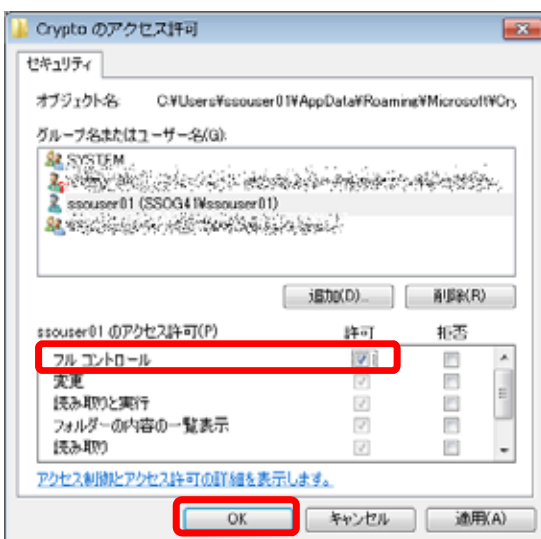 Crypto のアクセス許可
セキュリティ
オブジェクト名: C:¥Users¥ssouser01¥AppData¥Roaming¥Microsoft¥Cry
グループ名またはユーザー名(G):
SYSTEM
ssouser01 (SSOG41¥ssouser01)
追加(D)... 削除(R)
ssouser01 のアクセス許可(P) 許可 拒否
フル コントロール
変更
読み取りと実行
フォルダーの内容の一覧表示
読み取り
アクセス制御とアクセス許可の詳細を表示します。
OK キャンセル 適用(A)